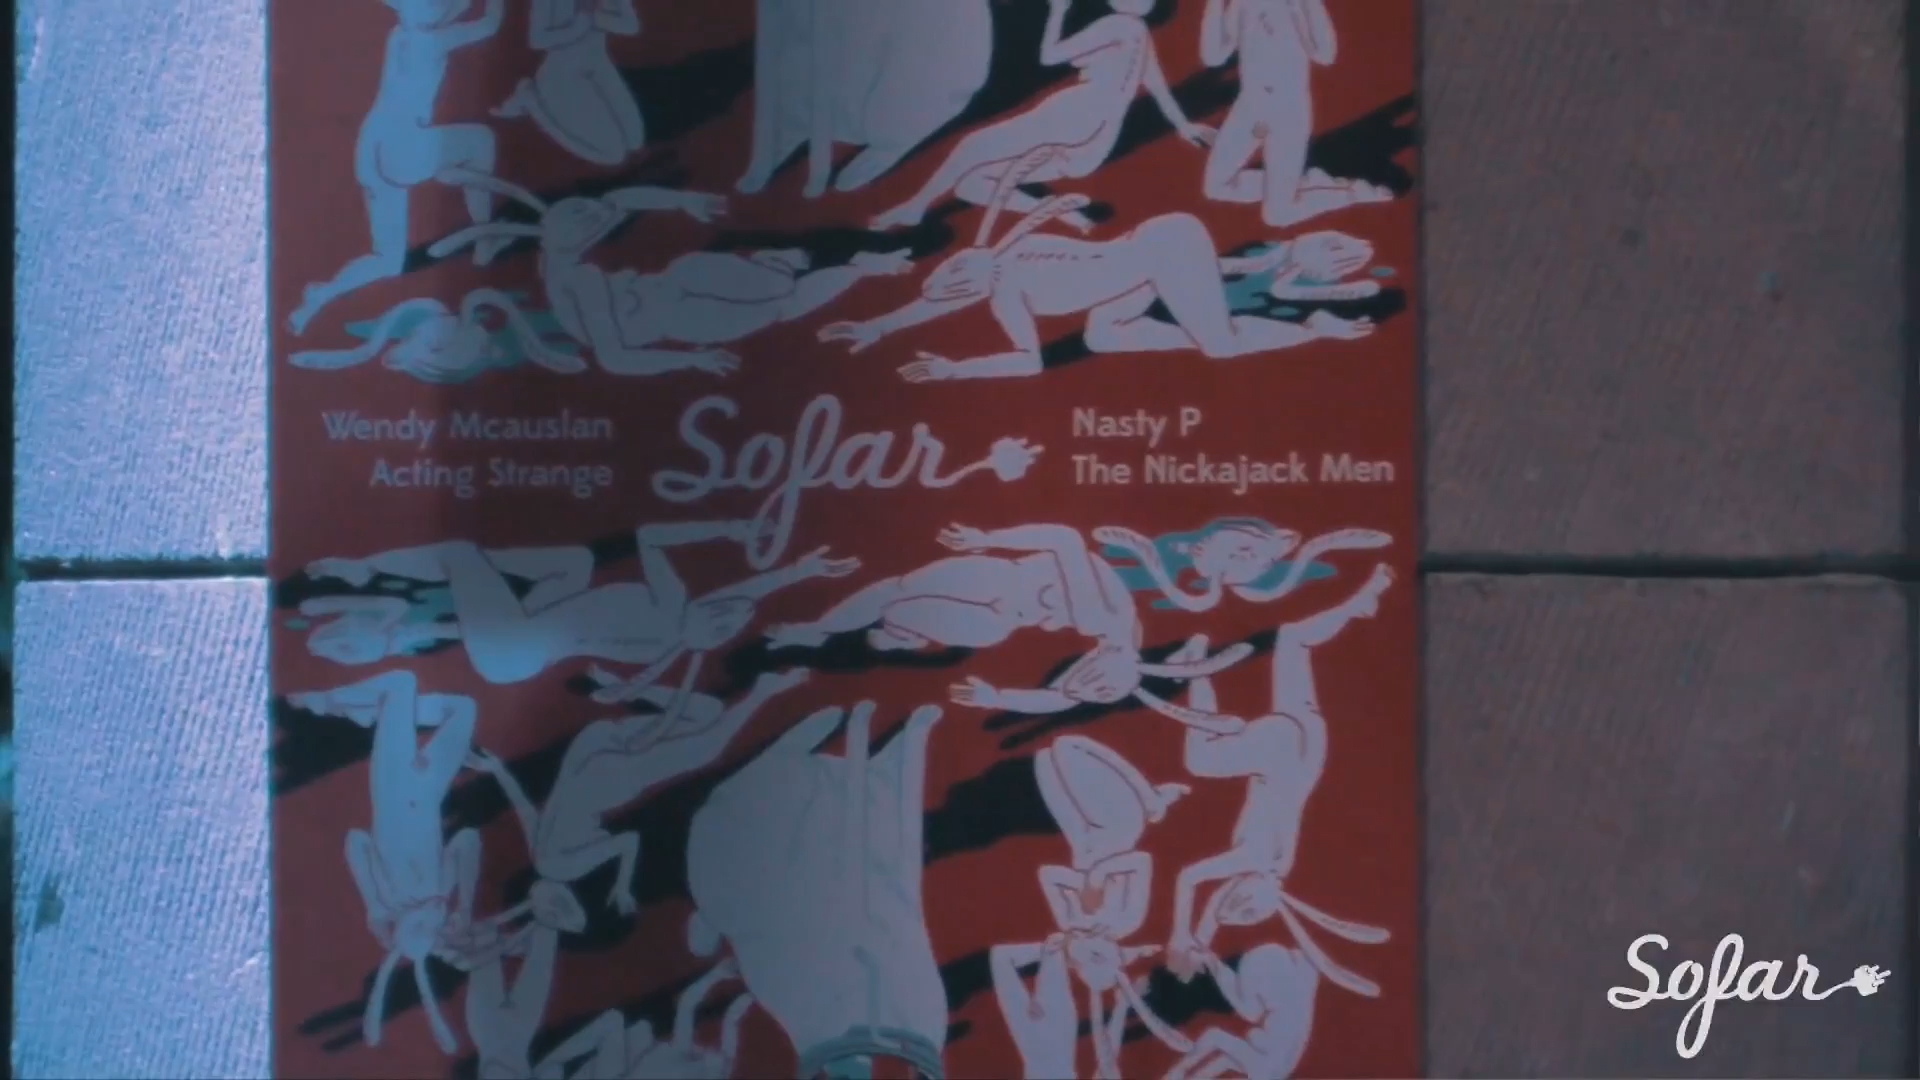 Wendy Mcauslan
Acting Strange
Sofar
Nasty P
The Nickajack Men
Sofar